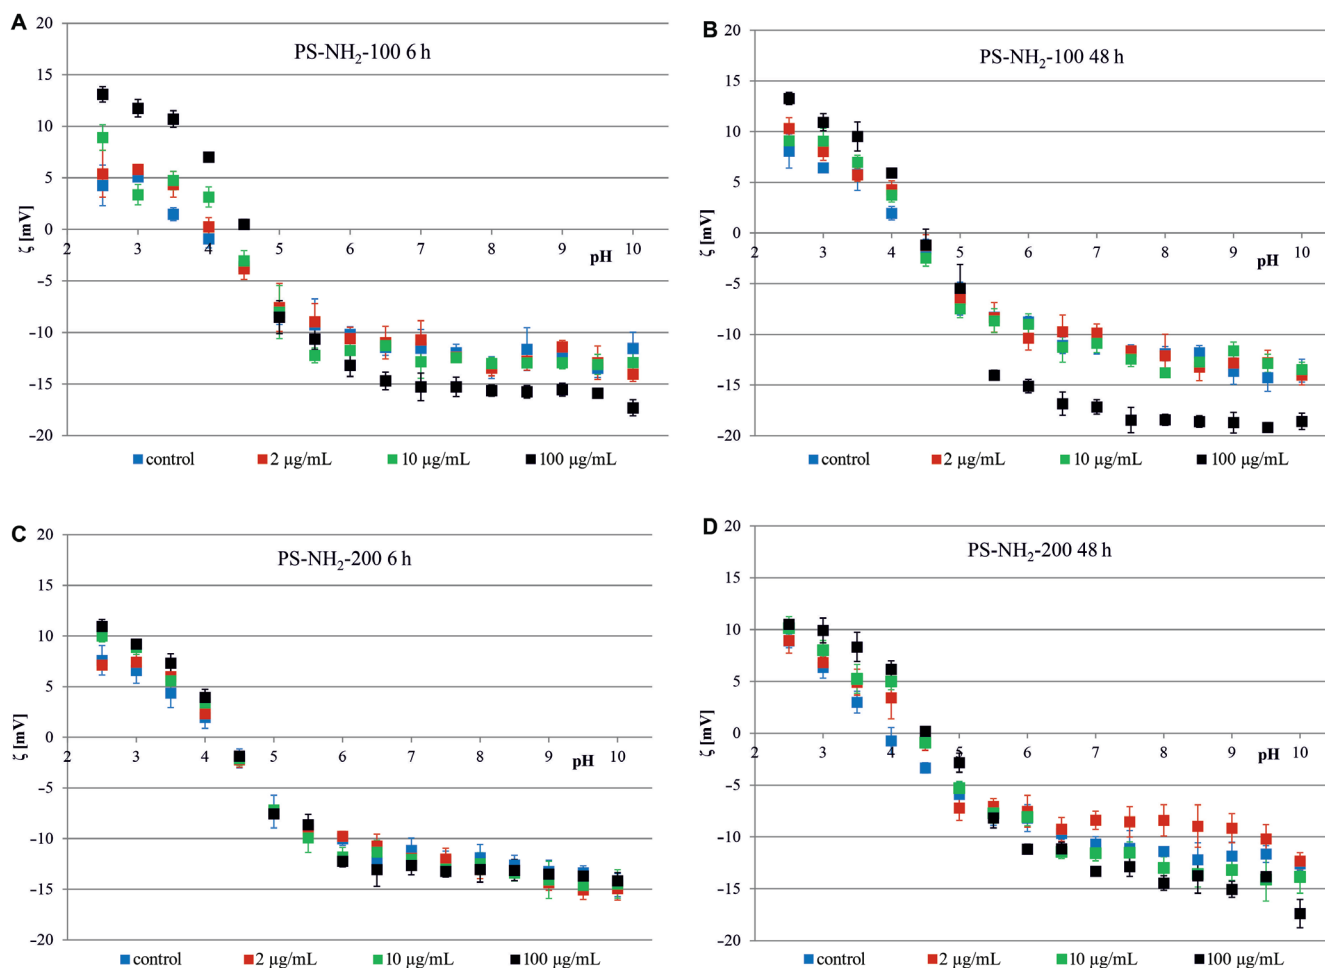 A
PS-NH₂-100 6 h
20
15
10
5
0
−5
−10
−15
−20
ζ [mV]
2 3 4 5 6 7 8 9 10
pH
control 2 µg/mL 10 µg/mL 100 µg/mL
B
PS-NH₂-100 48 h
20
15
10
5
0
−5
−10
−15
−20
ζ [mV]
2 3 4 5 6 7 8 9 10
pH
control 2 µg/mL 10 µg/mL 100 µg/mL
C
PS-NH₂-200 6 h
20
15
10
5
0
−5
−10
−15
−20
ζ [mV]
2 3 4 5 6 7 8 9 10
pH
control 2 µg/mL 10 µg/mL 100 µg/mL
D
PS-NH₂-200 48 h
20
15
10
5
0
−5
−10
−15
−20
ζ [mV]
2 3 4 5 6 7 8 9 10
pH
control 2 µg/mL 10 µg/mL 100 µg/mL